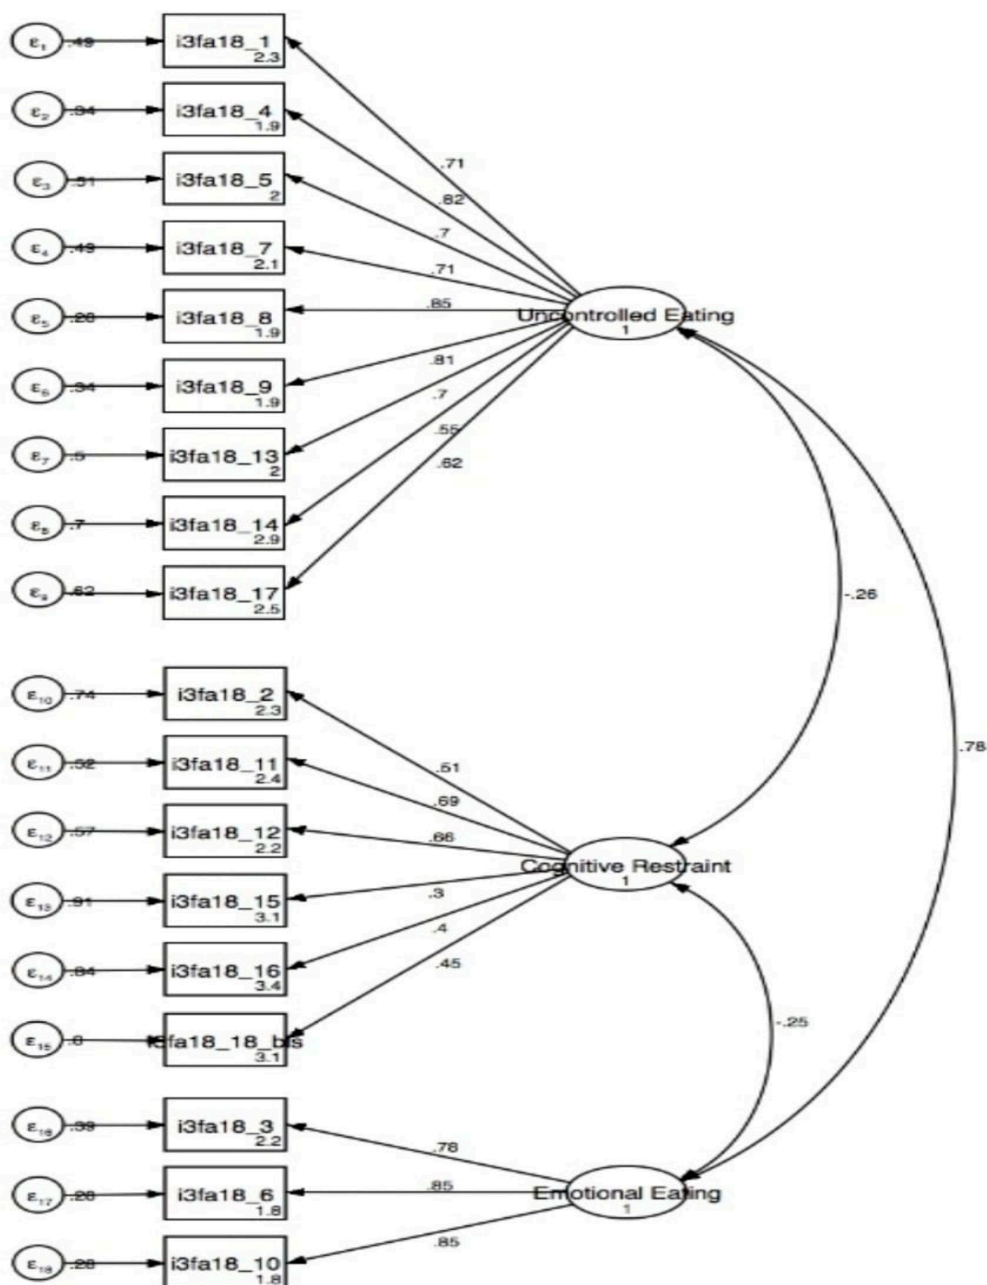 ε1 .49 i3fa18_1 2.3
ε2 .34 i3fa18_4 1.9
.71
ε3 .51 i3fa18_5 2
.82
.7
ε4 .49 i3fa18_7 2.1
.71
ε5 .28 i3fa18_8 1.9
.85
Uncontrolled Eating
1
ε6 .34 i3fa18_9 1.9
.81
.7
ε7 .5 i3fa18_13 2
.55
.62
ε8 .7 i3fa18_14 2.9
ε9 .62 i3fa18_17 2.5
-.26
ε10 .74 i3fa18_2 2.3
.78
ε11 .52 i3fa18_11 2.4
.51
.69
ε12 .57 i3fa18_12 2.2
.66
Cognitive Restraint
1
ε13 .91 i3fa18_15 3.1
.3
.4
ε14 .84 i3fa18_16 3.4
.45
-.25
ε15 .8 i3fa18_18_bis 3.1
ε16 .39 i3fa18_3 2.2
.78
ε17 .28 i3fa18_6 1.8
.85
Emotional Eating
1
.85
ε18 .28 i3fa18_10 1.8